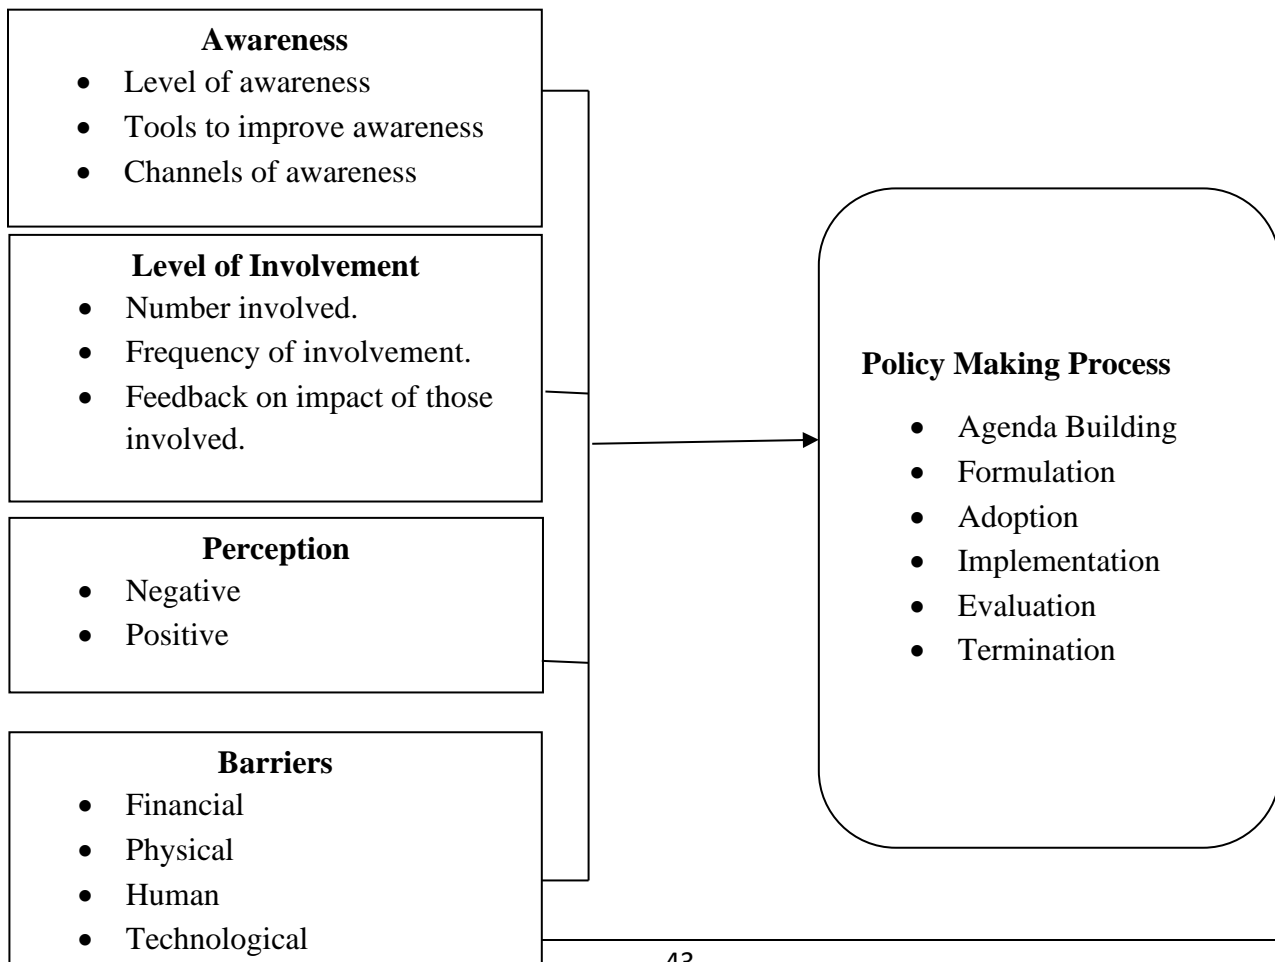 Awareness
• Level of awareness
• Tools to improve awareness
• Channels of awareness
Level of Involvement
• Number involved.
• Frequency of involvement.
• Feedback on impact of those
involved.
Perception
• Negative
• Positive
Barriers
• Financial
• Physical
• Human
• Technological
Policy Making Process
• Agenda Building
• Formulation
• Adoption
• Implementation
• Evaluation
• Termination
43